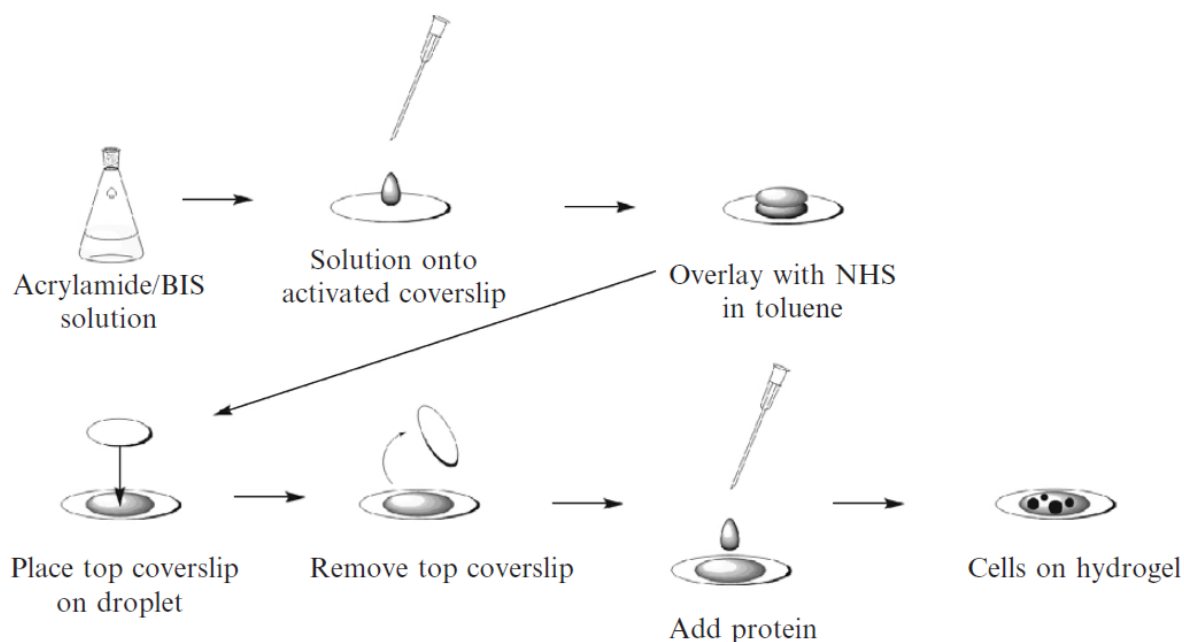 Acrylamide/BIS
solution
Solution onto
activated coverslip
Overlay with NHS
in toluene
Place top coverslip
on droplet
Remove top coverslip
Add protein
Cells on hydrogel